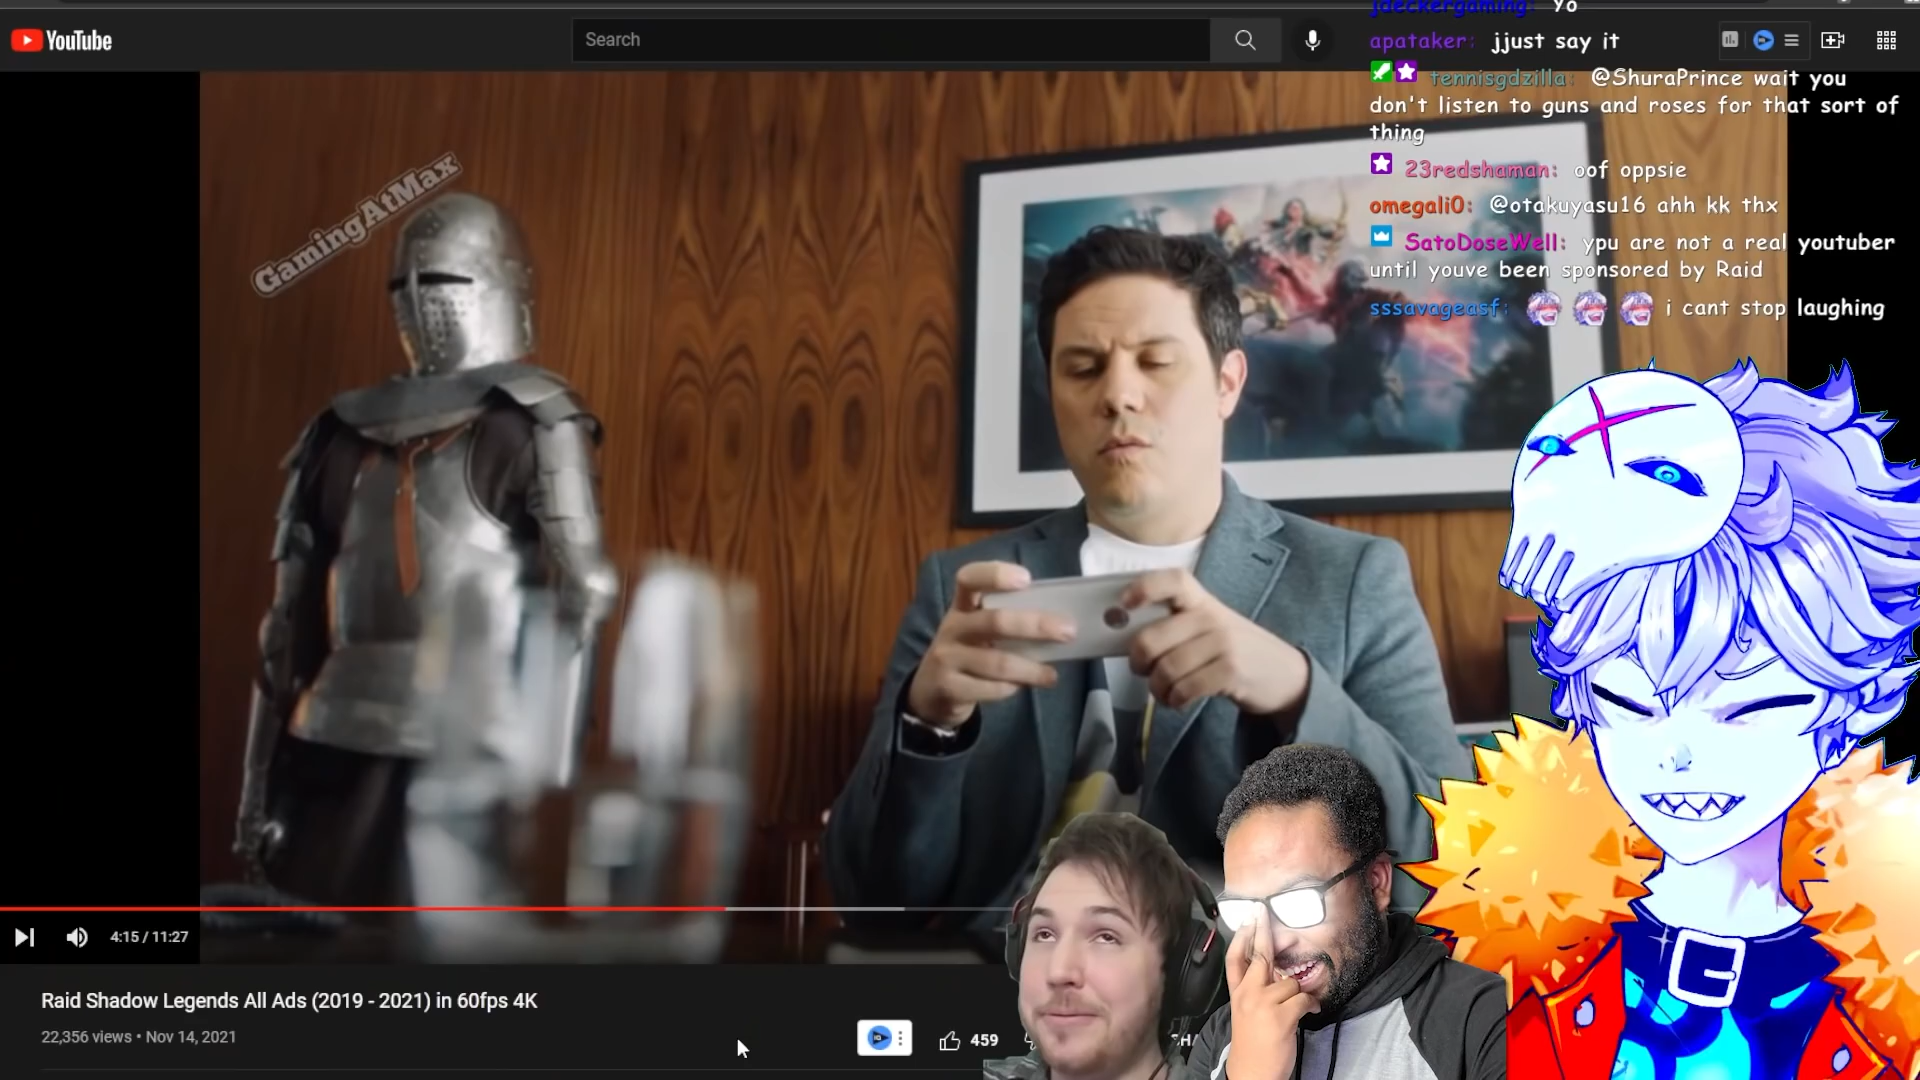 YouTube
Search
jdeckergaming: Yo
apataker: jjust say it
tennisgdzilla: @ShuraPrince wait you
don't listen to guns and roses for that sort of
thing
23redshaman: oof oppsie
omegali0: @otakuyasu16 ahh kk thx
SatoDoseWell: ypu are not a real youtuber
until youve been sponsored by Raid
sssavageasf: i cant stop laughing
GamingAtMax
4:15 / 11:27
Raid Shadow Legends All Ads (2019 - 2021) in 60fps 4K
22,356 views • Nov 14, 2021
459